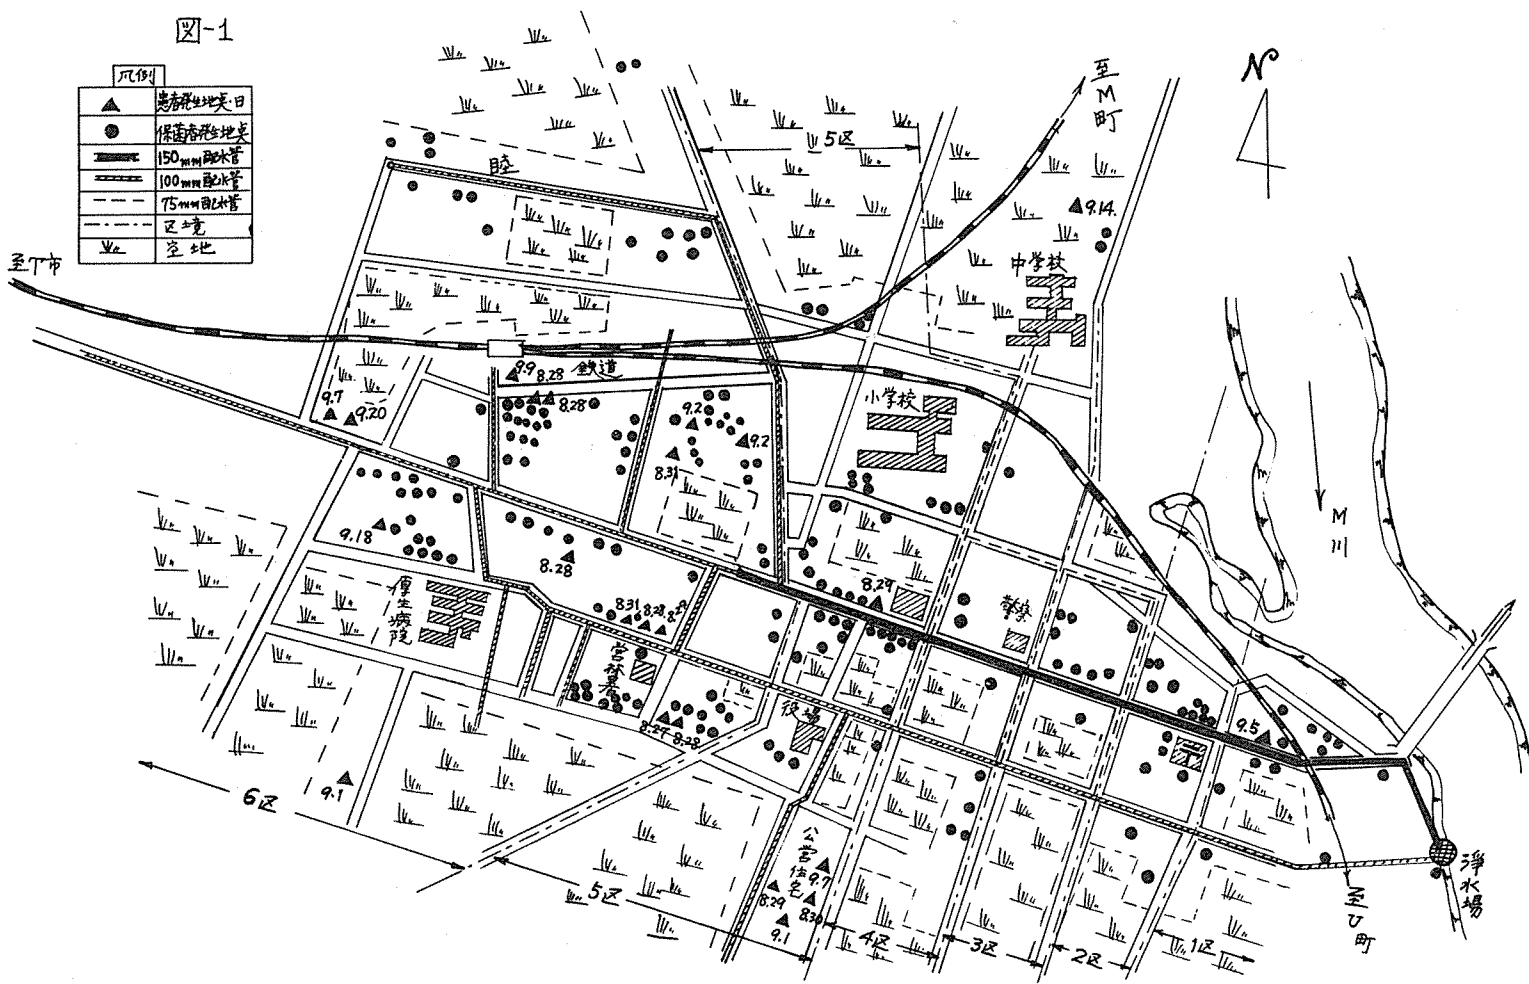 図-1
凡例
患者発生地点・日
保菌者発生地点
150mm配水管
100mm配水管
75mm配水管
区境
空地
N
至M町
至T市
睦
5区
9.14.
中学校
鉄道
9.9
8.28
8.28
9.7
9.20
9.2
9.2
8.31
小学校
9.18
8.28
8.29
警察
厚生病院
営林署
8.31
8.28
8.29
8.27
8.28
役場
9.5
M川
9.1
6区
5区
公営住宅
9.7
8.29
8.30
9.1
4区
3区
2区
1区
至U町
浄水場